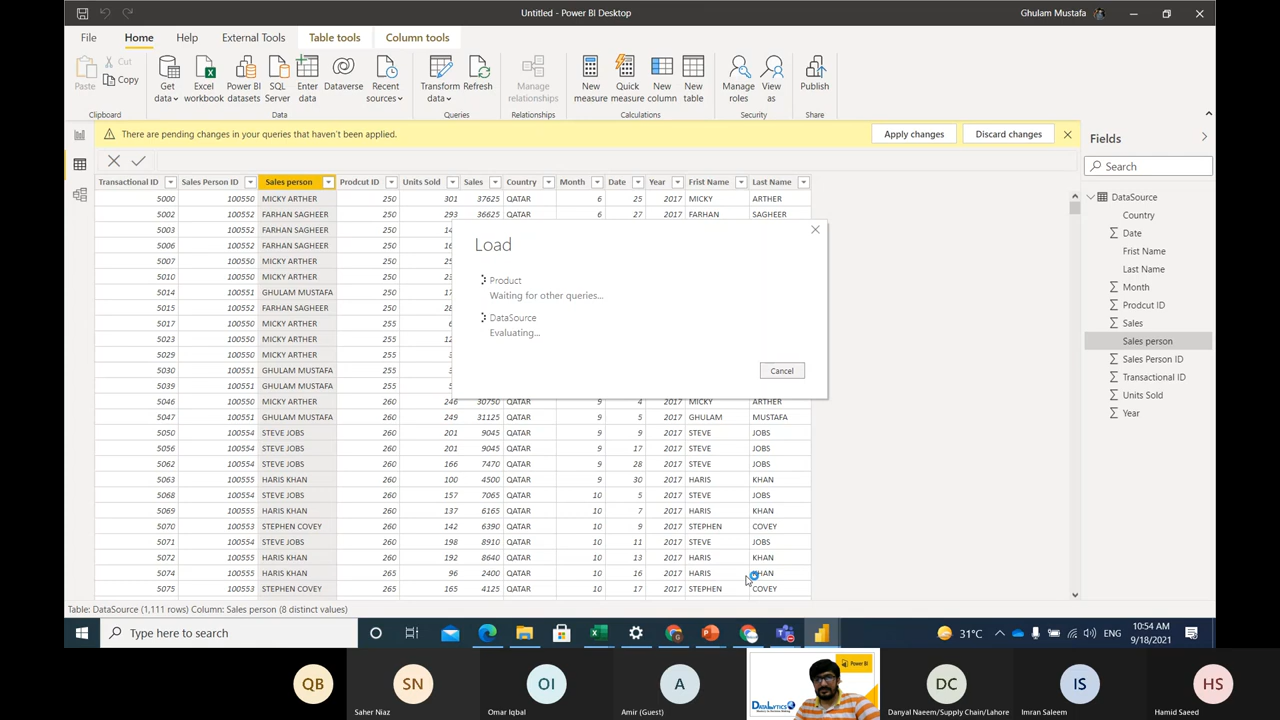 Untitled - Power BI Desktop
Ghulam Mustafa
File Home Help External Tools Table tools Column tools
Paste
Cut
Copy
Get data
Excel workbook
Power BI datasets
SQL Server
Enter data
Dataverse
Recent sources
Transform data
Refresh
Manage relationships
New measure
Quick measure
New column
New table
Manage roles
View as
Publish
Clipboard Data Queries Relationships Calculations Security Share
There are pending changes in your queries that haven't been applied.
Apply changes
Discard changes
Transactional ID Sales Person ID Sales person Prodcut ID Units Sold Sales Country Month Date Year Frist Name Last Name
5000 100550 MICKY ARTHER 250 301 37625 QATAR 6 25 2017 MICKY ARTHER
5002 100552 FARHAN SAGHEER 250 293 36625 QATAR 6 27 2017 FARHAN SAGHEER
5003 100552 FARHAN SAGHEER 250
5006 100552 FARHAN SAGHEER 250
5007 100550 MICKY ARTHER 250
5010 100550 MICKY ARTHER 250
5014 100551 GHULAM MUSTAFA 250
5015 100552 FARHAN SAGHEER 250
5017 100550 MICKY ARTHER 255
5023 100550 MICKY ARTHER 255
5029 100550 MICKY ARTHER 255
5030 100551 GHULAM MUSTAFA 255
5039 100551 GHULAM MUSTAFA 255
5046 100550 MICKY ARTHER 260 246 30750 QATAR 9 4 2017 MICKY ARTHER
5047 100551 GHULAM MUSTAFA 260 249 31125 QATAR 9 5 2017 GHULAM MUSTAFA
5050 100554 STEVE JOBS 260 201 9045 QATAR 9 9 2017 STEVE JOBS
5056 100554 STEVE JOBS 260 201 9045 QATAR 9 17 2017 STEVE JOBS
5062 100554 STEVE JOBS 260 166 7470 QATAR 9 28 2017 STEVE JOBS
5063 100555 HARIS KHAN 260 100 4500 QATAR 9 30 2017 HARIS KHAN
5068 100554 STEVE JOBS 260 157 7065 QATAR 10 5 2017 STEVE JOBS
5069 100555 HARIS KHAN 260 137 6165 QATAR 10 7 2017 HARIS KHAN
5070 100553 STEPHEN COVEY 260 142 6390 QATAR 10 9 2017 STEPHEN COVEY
5071 100554 STEVE JOBS 260 198 8910 QATAR 10 11 2017 STEVE JOBS
5072 100555 HARIS KHAN 260 192 8640 QATAR 10 13 2017 HARIS KHAN
5074 100555 HARIS KHAN 265 96 2400 QATAR 10 16 2017 HARIS KHAN
5075 100553 STEPHEN COVEY 265 165 4125 QATAR 10 17 2017 STEPHEN COVEY
Load
Product
Waiting for other queries...
DataSource
Evaluating...
Cancel
Fields
Search
DataSource
Country
Date
Frist Name
Last Name
Month
Prodcut ID
Sales
Sales person
Sales Person ID
Transactional ID
Units Sold
Year
Table: DataSource (1,111 rows) Column: Sales person (8 distinct values)
Type here to search
31°C
ENG
10:54 AM
9/18/2021
QB
SN
Saher Niaz
OI
Omar Iqbal
A
Amir (Guest)
Power BI
DC
Danyal Naeem/Supply Chain/Lahore
IS
Imran Saleem
HS
Hamid Saeed